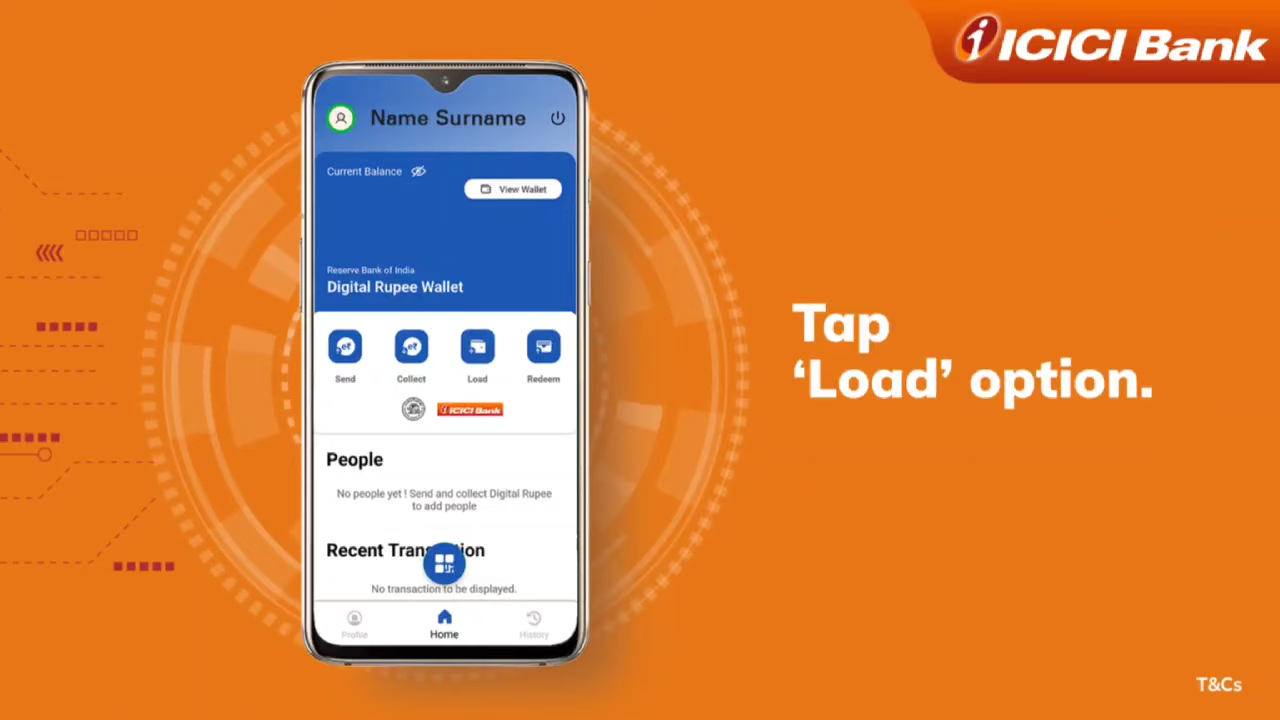 ICICI Bank
Name Surname
Current Balance
View Wallet
Reserve Bank of India
Digital Rupee Wallet
Send Collect Load Redeem
ICICI Bank
People
No people yet ! Send and collect Digital Rupee
to add people
Recent Tran ion
No transaction to be displayed.
Profile Home History
Tap
‘Load’ option.
T&Cs